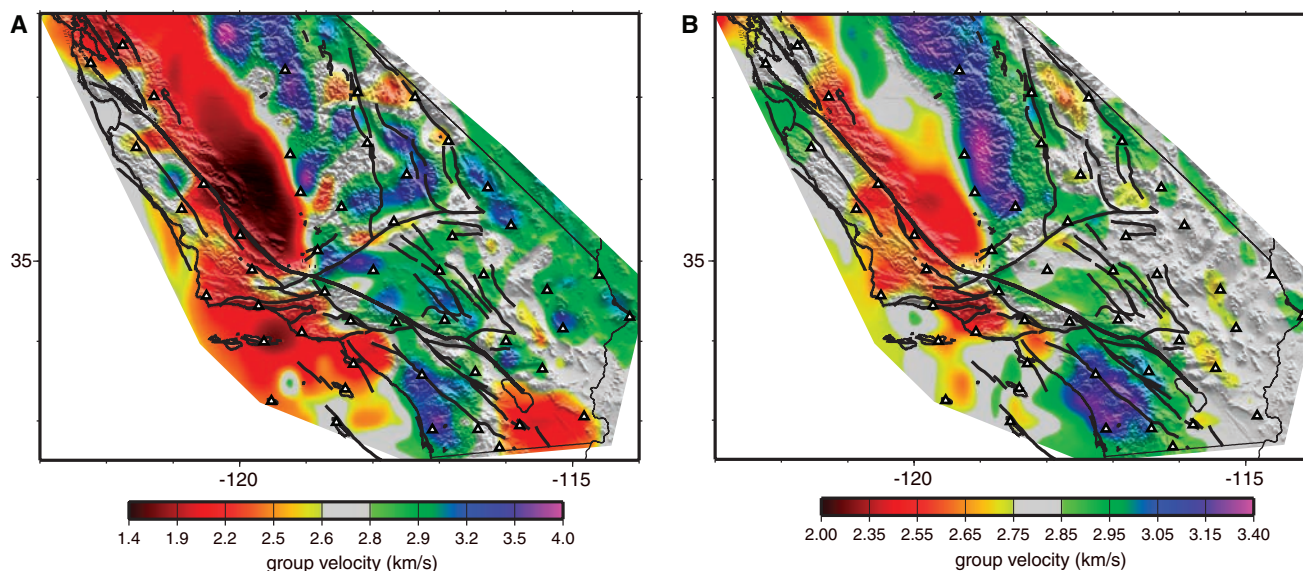 A
B
35
35
-120
-115
-120
-115
1.4 1.9 2.2 2.5 2.6 2.8 2.9 3.2 3.5 4.0
group velocity (km/s)
2.00 2.35 2.55 2.65 2.75 2.85 2.95 3.05 3.15 3.40
group velocity (km/s)